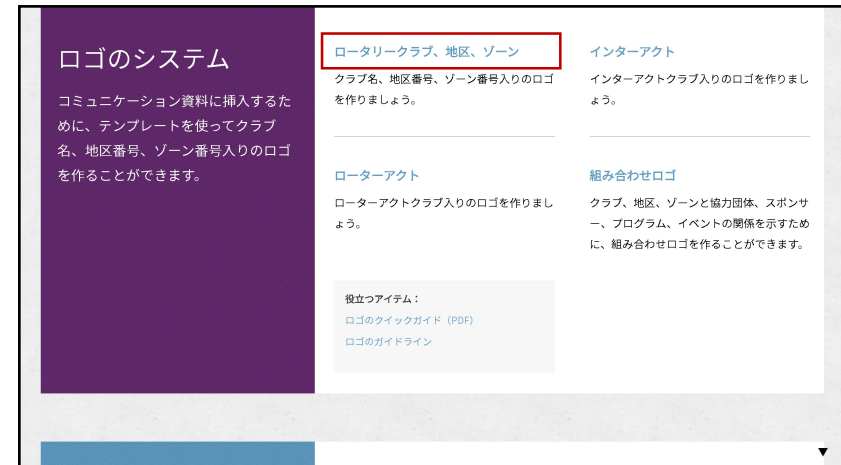 ロゴのシステム
コミュニケーション資料に挿入するた
めに、テンプレートを使ってクラブ
名、地区番号、ゾーン番号入りのロゴ
を作ることができます。
ロータリークラブ、地区、ゾーン
クラブ名、地区番号、ゾーン番号入りのロゴ
を作りましょう。
インターアクト
インターアクトクラブ入りのロゴを作りまし
ょう。
ローターアクト
ローターアクトクラブ入りのロゴを作りまし
ょう。
組み合わせロゴ
クラブ、地区、ゾーンと協力団体、スポンサ
ー、プログラム、イベントの関係を示すため
に、組み合わせロゴを作ることができます。
役立つアイテム：
ロゴのクイックガイド（PDF）
ロゴのガイドライン